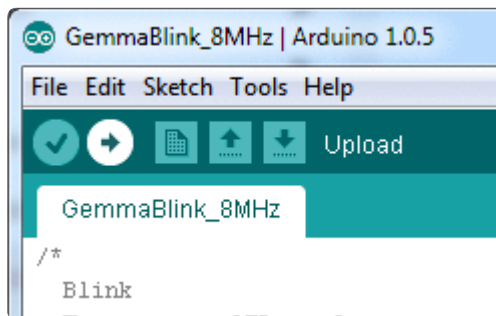 GemmaBlink_8MHz | Arduino 1.0.5
File Edit Sketch Tools Help
Upload
GemmaBlink_8MHz
/*
Blink